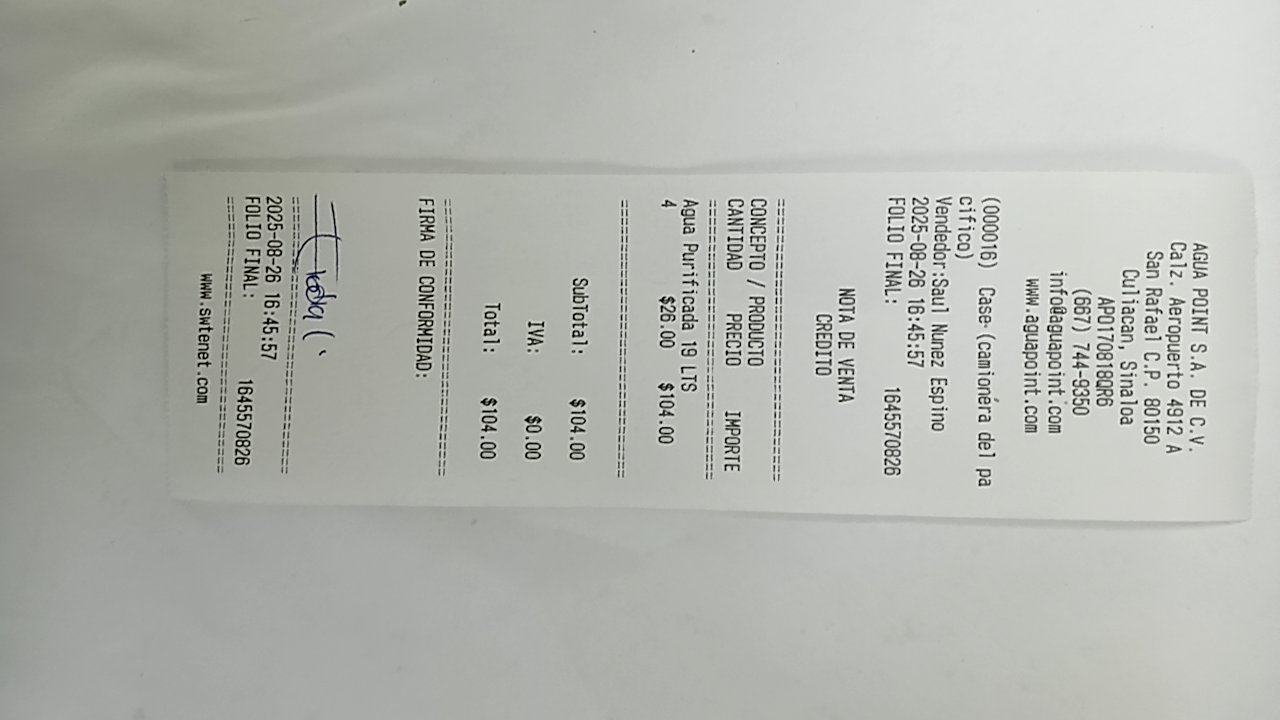 AGUA POINT S.A. DE C.V.
Calz. Aeropuerto 4912 A
San Rafael C.P. 80150
Culiacan, Sinaloa
APO170818QR6
(667) 744-9350
info@aguapoint.com
www.aguapoint.com
(000016) Case- (camionera del pa
cifico)
Vendedor:Saul Nunez Espino
2025-08-26 16:45:57
FOLIO FINAL: 1645570826
NOTA DE VENTA
CREDITO
CONCEPTO / PRODUCTO
CANTIDAD PRECIO IMPORTE
Agua Purificada 19 LTS
4 $26.00 $104.00
SubTotal: $104.00
IVA: $0.00
Total: $104.00
FIRMA DE CONFORMIDAD:
2025-08-26 16:45:57
FOLIO FINAL: 1645570826
www.swtenet.com